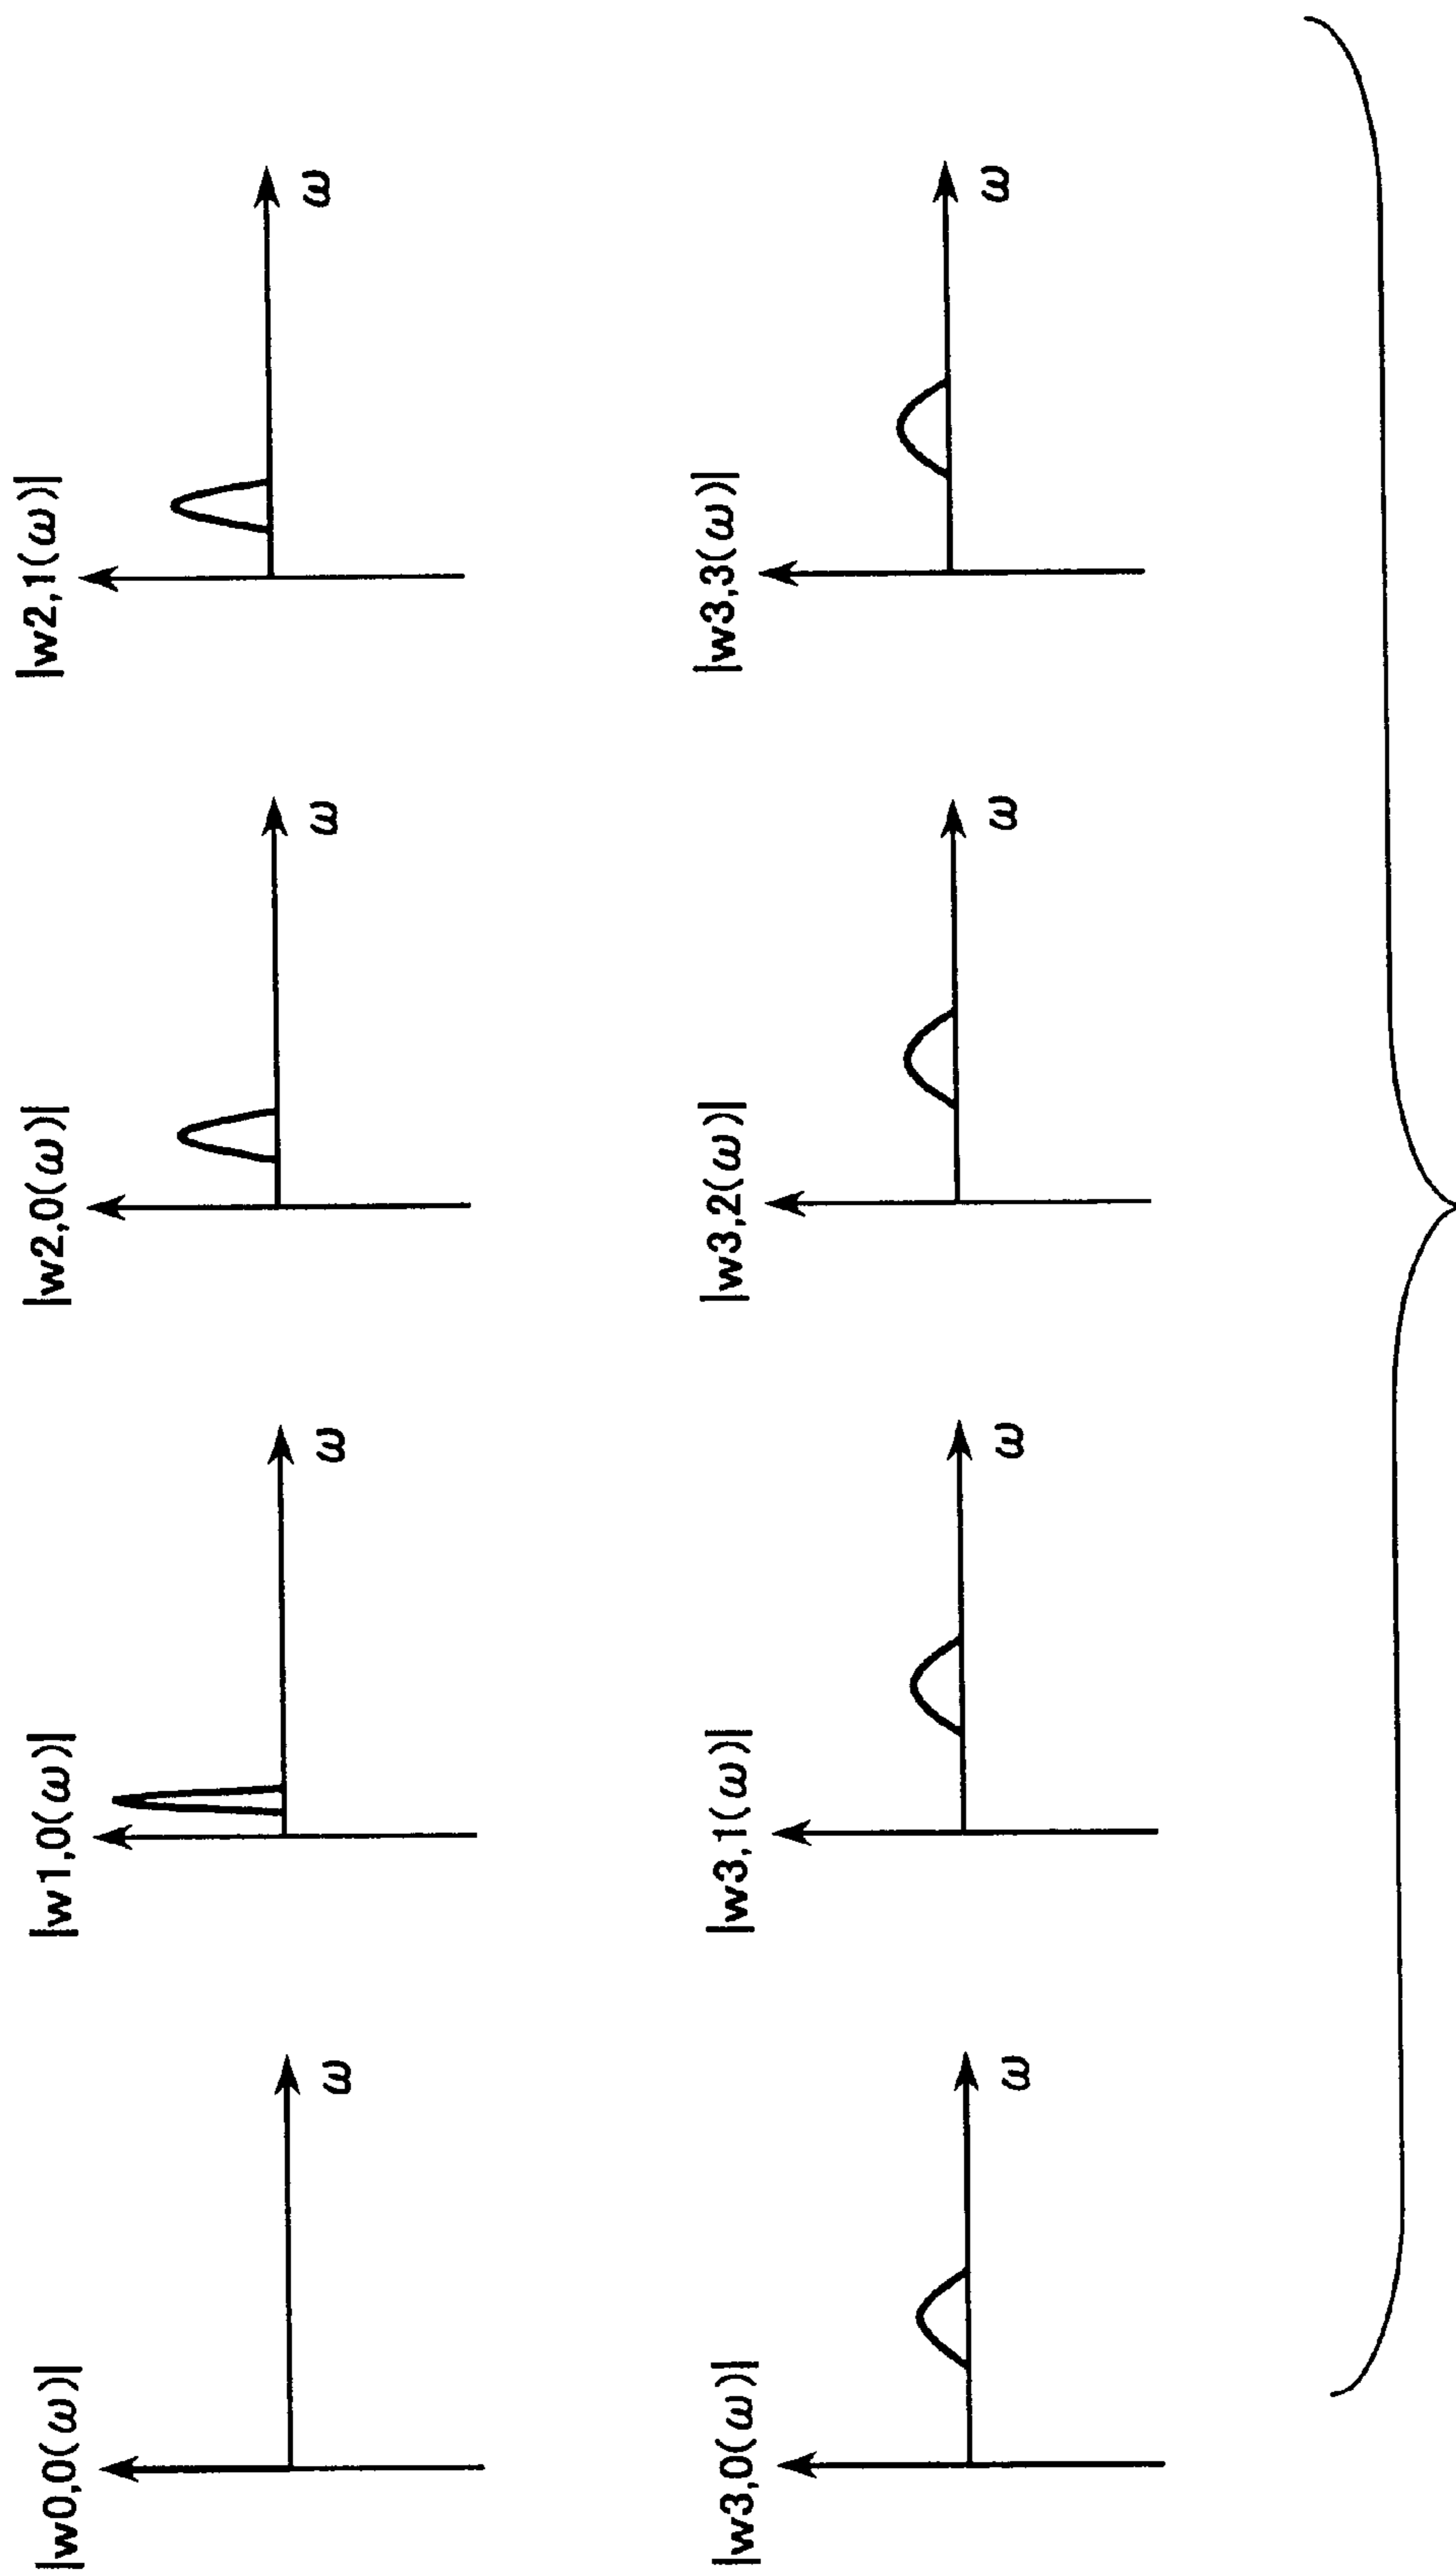 |w0,0(ω)|
ω
|w1,0(ω)|
ω
|w2,0(ω)|
ω
|w2,1(ω)|
ω
|w3,0(ω)|
ω
|w3,1(ω)|
ω
|w3,2(ω)|
ω
|w3,3(ω)|
ω